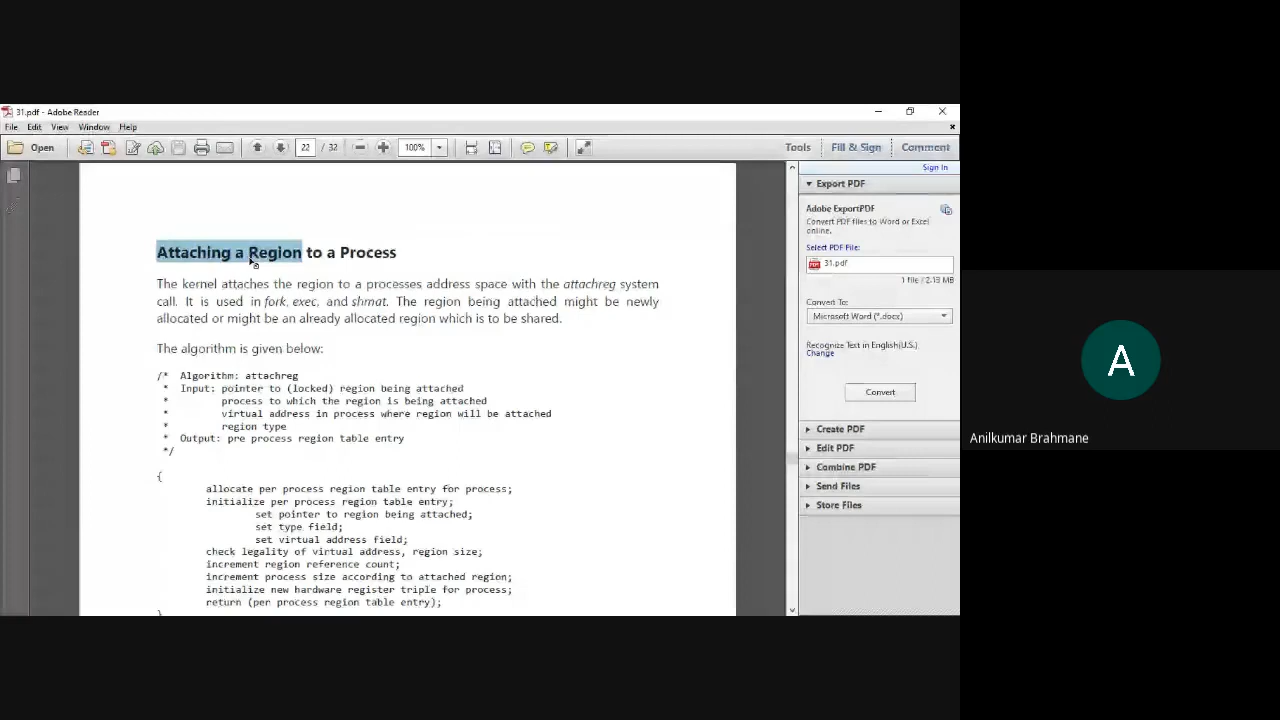 31.pdf - Adobe Reader
File Edit View Window Help
Open 22 / 32 100% Tools Fill & Sign Comment
Sign In
Export PDF
Adobe ExportPDF
Convert PDF files to Word or Excel
online.
Select PDF File:
31.pdf
1 file / 2.13 MB
Convert To:
Microsoft Word (*.docx)
Recognize Text in English(U.S.)
Change
Convert
Create PDF
Edit PDF
Combine PDF
Send Files
Store Files
Attaching a Region to a Process
The kernel attaches the region to a processes address space with the attachreg system
call. It is used in fork, exec, and shmat. The region being attached might be newly
allocated or might be an already allocated region which is to be shared.
The algorithm is given below:
/* Algorithm: attachreg
* Input: pointer to (locked) region being attached
* process to which the region is being attached
* virtual address in process where region will be attached
* region type
* Output: pre process region table entry
*/
{
allocate per process region table entry for process;
initialize per process region table entry;
set pointer to region being attached;
set type field;
set virtual address field;
check legality of virtual address, region size;
increment region reference count;
increment process size according to attached region;
initialize new hardware register triple for process;
return (per process region table entry);
}
A
Anilkumar Brahmane